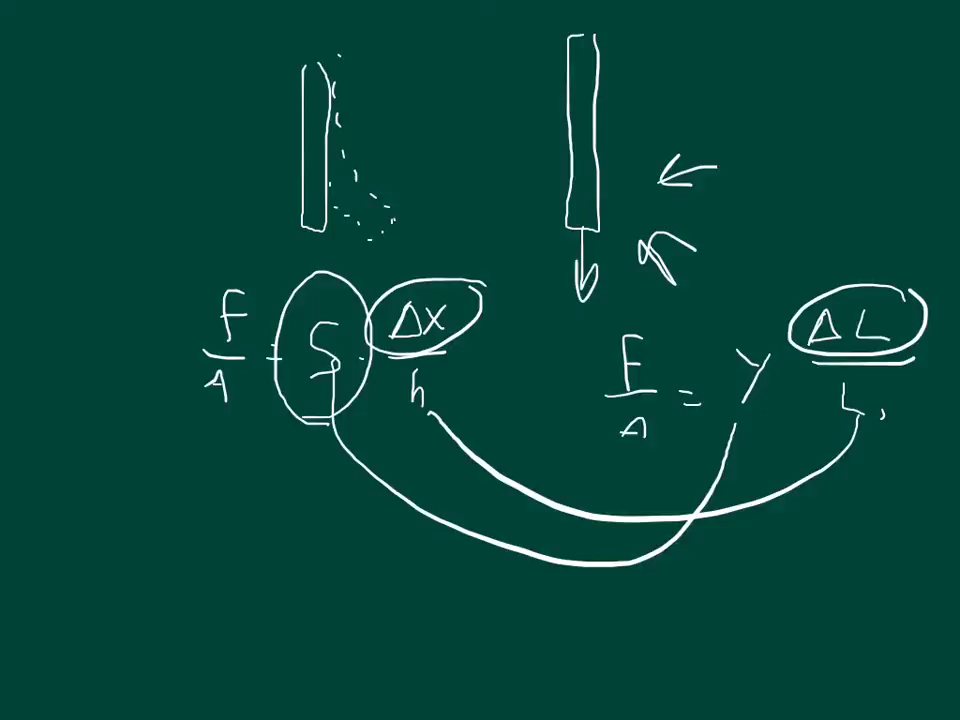 F/A = S ΔX/h
F/A = Y ΔL/L,